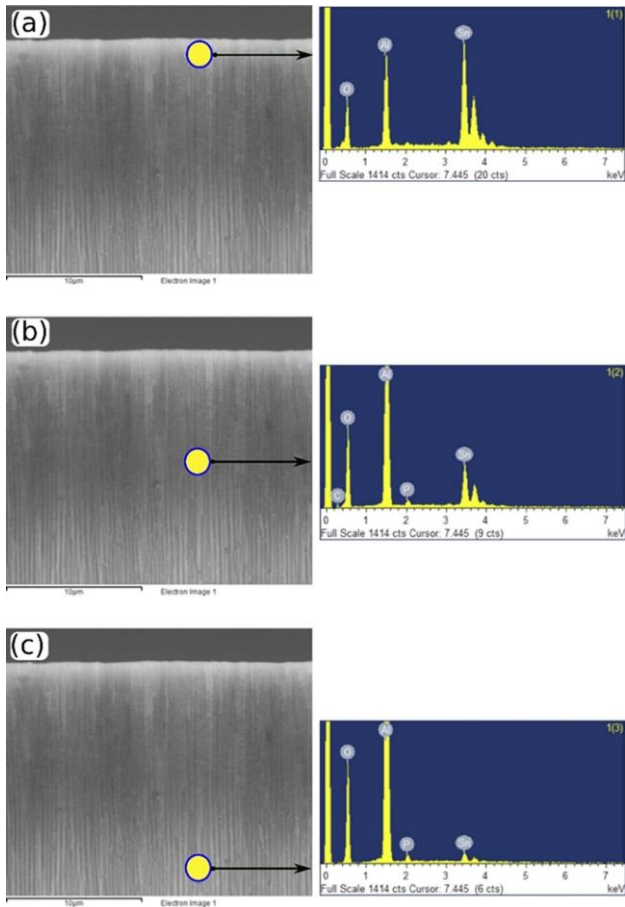 (a)
1(1)
O
Al
Sn
0 1 2 3 4 5 6 7
Full Scale 1414 cts Cursor: 7.445 (20 cts) keV
10µm Electron Image 1
(b)
1(2)
C
O
Al
P
Sn
0 1 2 3 4 5 6 7
Full Scale 1414 cts Cursor: 7.445 (9 cts) keV
10µm Electron Image 1
(c)
1(3)
O
Al
P
Sn
0 1 2 3 4 5 6 7
Full Scale 1414 cts Cursor: 7.445 (6 cts) keV
10µm Electron Image 1